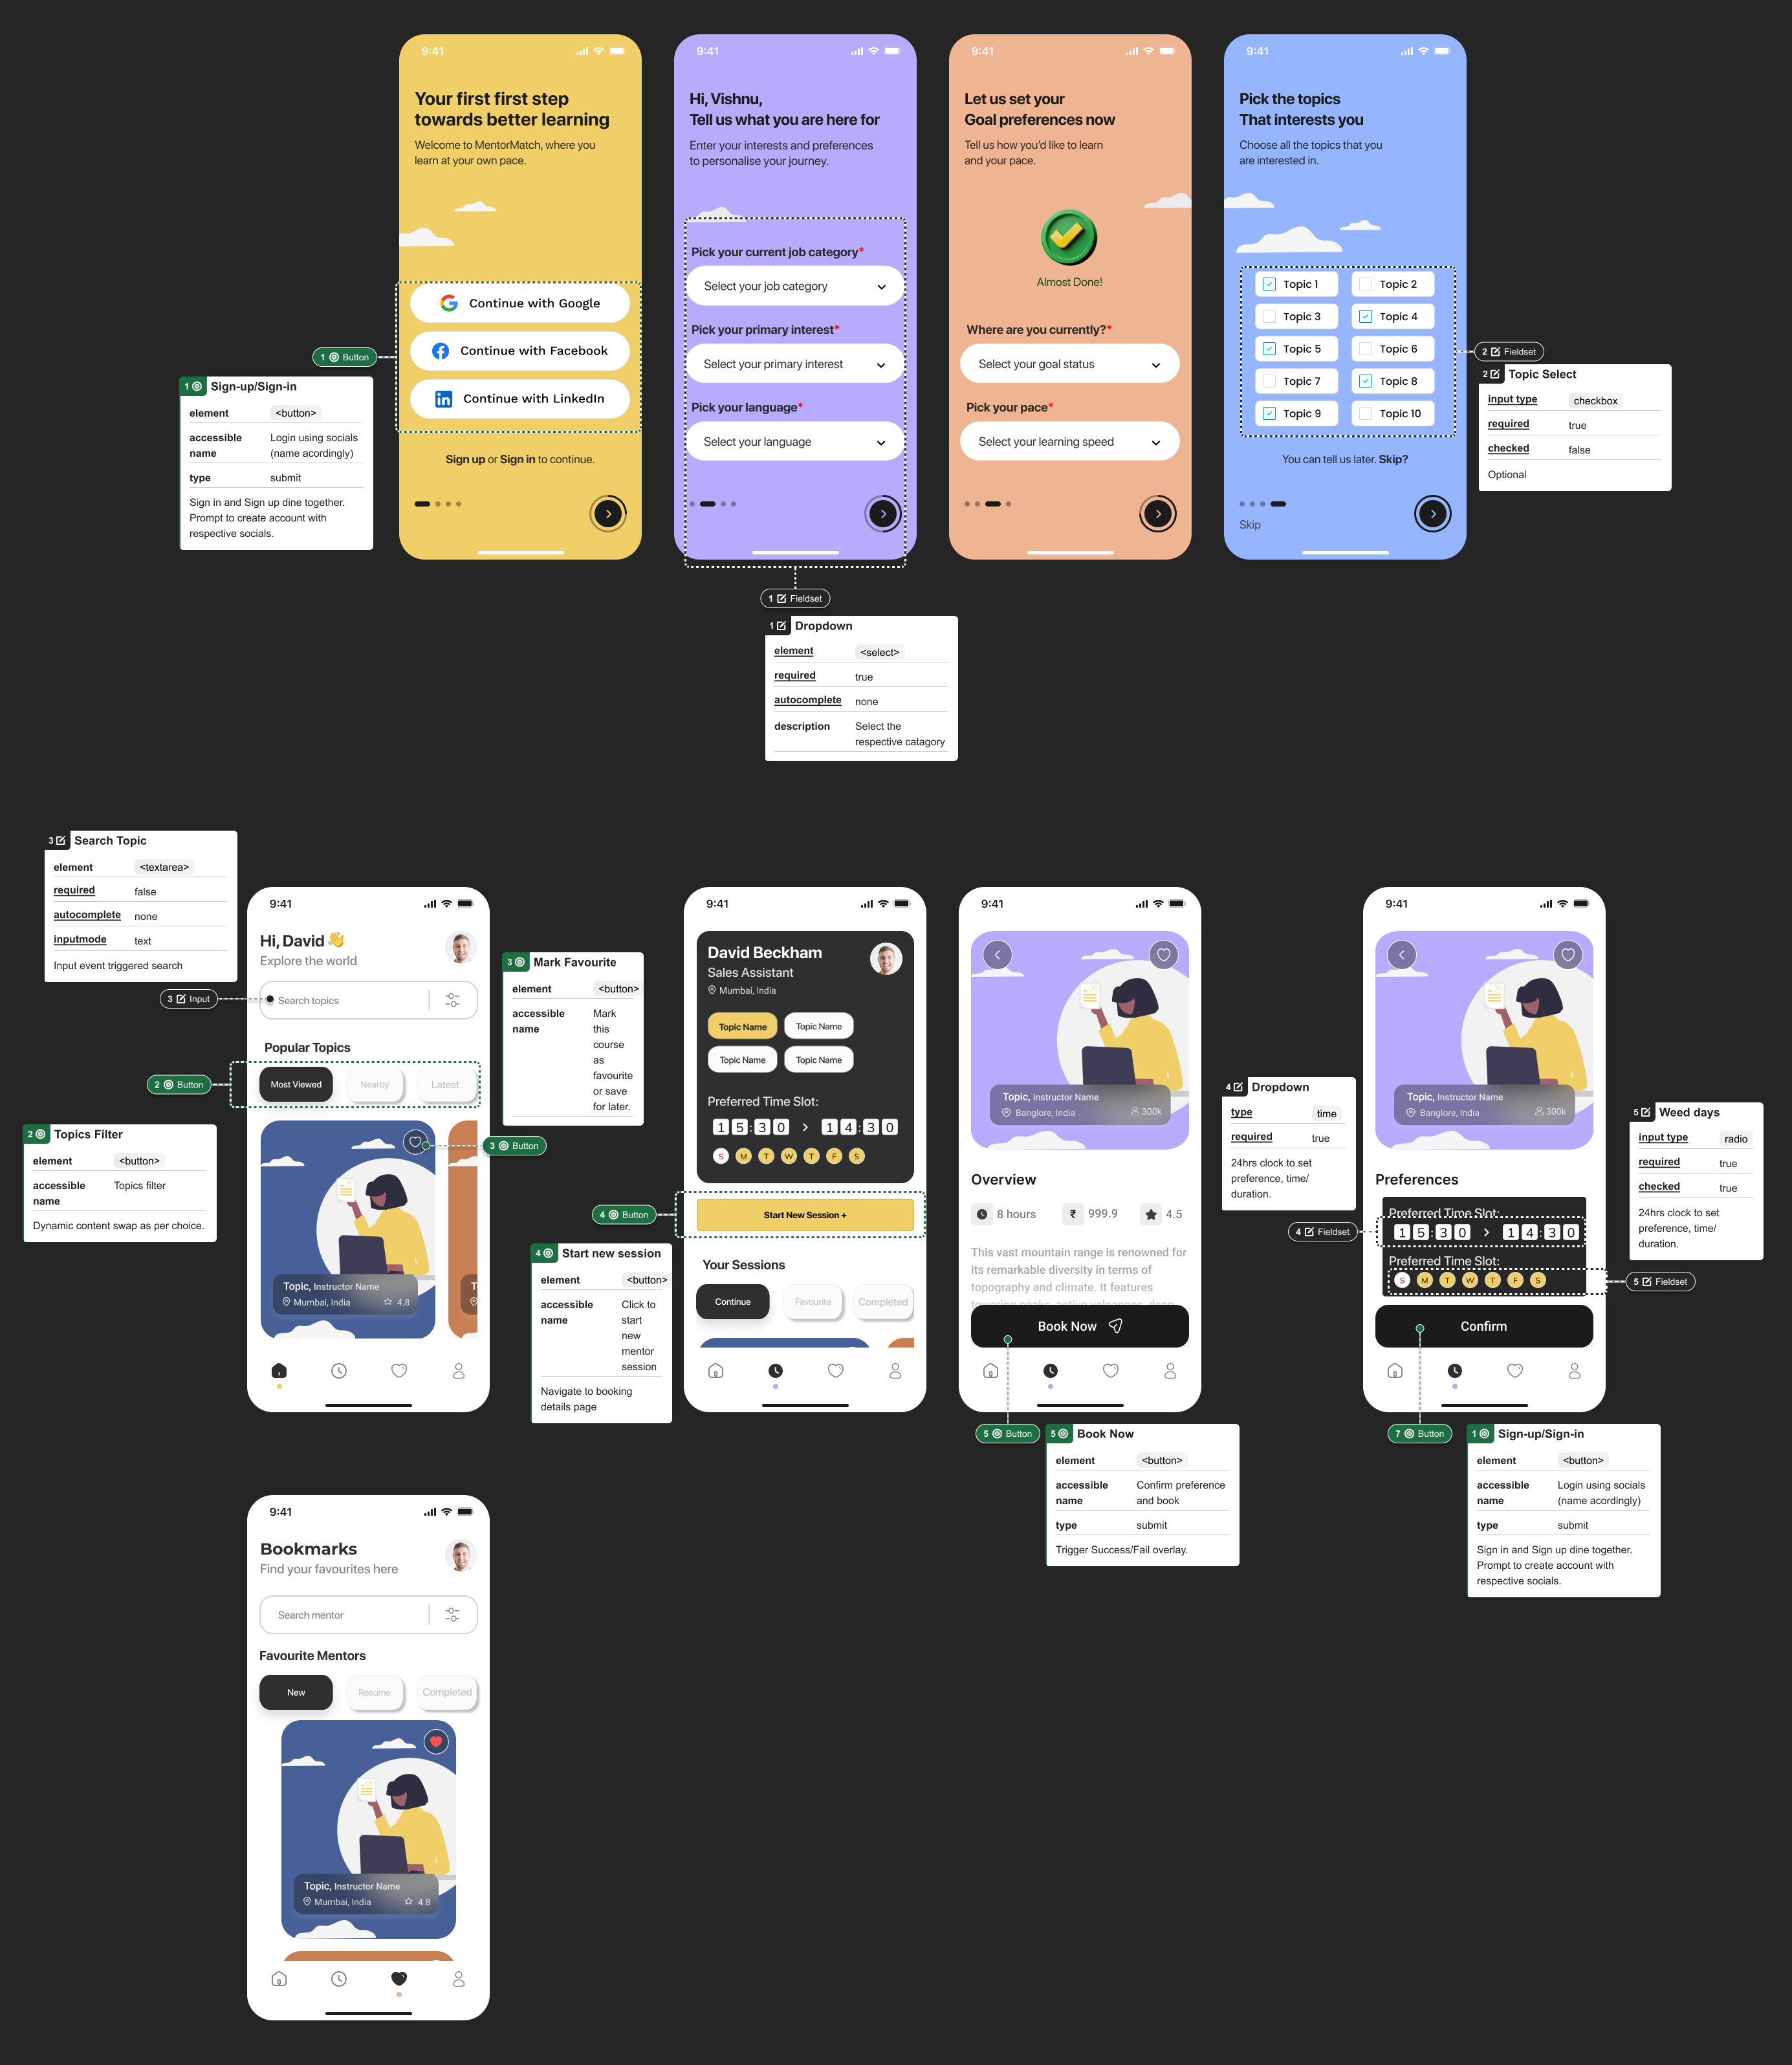 9:41
Your first first step
towards better learning
Welcome to MentorMatch, where you
learn at your own pace.
Continue with Google
Continue with Facebook
Continue with LinkedIn
Sign up or Sign in to continue.
1 Button
1 Sign-up/Sign-in
element <button>
accessible name Login using socials
(name acordingly)
type submit
Sign in and Sign up dine together.
Prompt to create account with
respective socials.
9:41
Hi, Vishnu,
Tell us what you are here for
Enter your interests and preferences
to personalise your journey.
Pick your current job category*
Select your job category
Pick your primary interest*
Select your primary interest
Pick your language*
Select your language
1 Fieldset
1 Dropdown
element <select>
required true
autocomplete none
description Select the
respective catagory
9:41
Let us set your
Goal preferences now
Tell us how you'd like to learn
and your pace.
Almost Done!
Where are you currently?*
Select your goal status
Pick your pace*
Select your learning speed
9:41
Pick the topics
That interests you
Choose all the topics that you
are interested in.
Topic 1 Topic 2
Topic 3 Topic 4
Topic 5 Topic 6
Topic 7 Topic 8
Topic 9 Topic 10
You can tell us later. Skip?
Skip
2 Fieldset
2 Topic Select
input type checkbox
required true
checked false
Optional
3 Search Topic
element <textarea>
required false
autocomplete none
inputmode text
Input event triggered search
3 Input
2 Button
2 Topics Filter
element <button>
accessible name Topics filter
Dynamic content swap as per choice.
9:41
Hi, David 👋
Explore the world
Search topics
Popular Topics
Most Viewed Nearby Latest
Topic, Instructor Name
Mumbai, India 4.8
T
3 Mark Favourite
element <button>
accessible name Mark
this
course
as
favourite
or save
for later.
3 Button
4 Button
4 Start new session
element <button>
accessible name Click to
start
new
mentor
session
Navigate to booking
details page
9:41
David Beckham
Sales Assistant
Mumbai, India
Topic Name Topic Name
Topic Name Topic Name
Preferred Time Slot:
15:30 > 14:30
S M T W T F S
Start New Session +
Your Sessions
Continue Favourite Completed
9:41
Topic, Instructor Name
Banglore, India 300k
Overview
8 hours ₹ 999.9 4.5
This vast mountain range is renowned for
its remarkable diversity in terms of
topography and climate. It features
towering peaks, active volcanoes, deep
Book Now
5 Button
5 Book Now
element <button>
accessible name Confirm preference
and book
type submit
Trigger Success/Fail overlay.
4 Dropdown
type time
required true
24hrs clock to set
preference, time/
duration.
4 Fieldset
9:41
Topic, Instructor Name
Banglore, India 300k
Preferences
Preferred Time Slot:
15:30 > 14:30
Preferred Time Slot:
S M T W T F S
Confirm
5 Weed days
input type radio
required true
checked true
24hrs clock to set
preference, time/
duration.
5 Fieldset
7 Button
1 Sign-up/Sign-in
element <button>
accessible name Login using socials
(name acordingly)
type submit
Sign in and Sign up dine together.
Prompt to create account with
respective socials.
9:41
Bookmarks
Find your favourites here
Search mentor
Favourite Mentors
New Resume Completed
Topic, Instructor Name
Mumbai, India 4.8